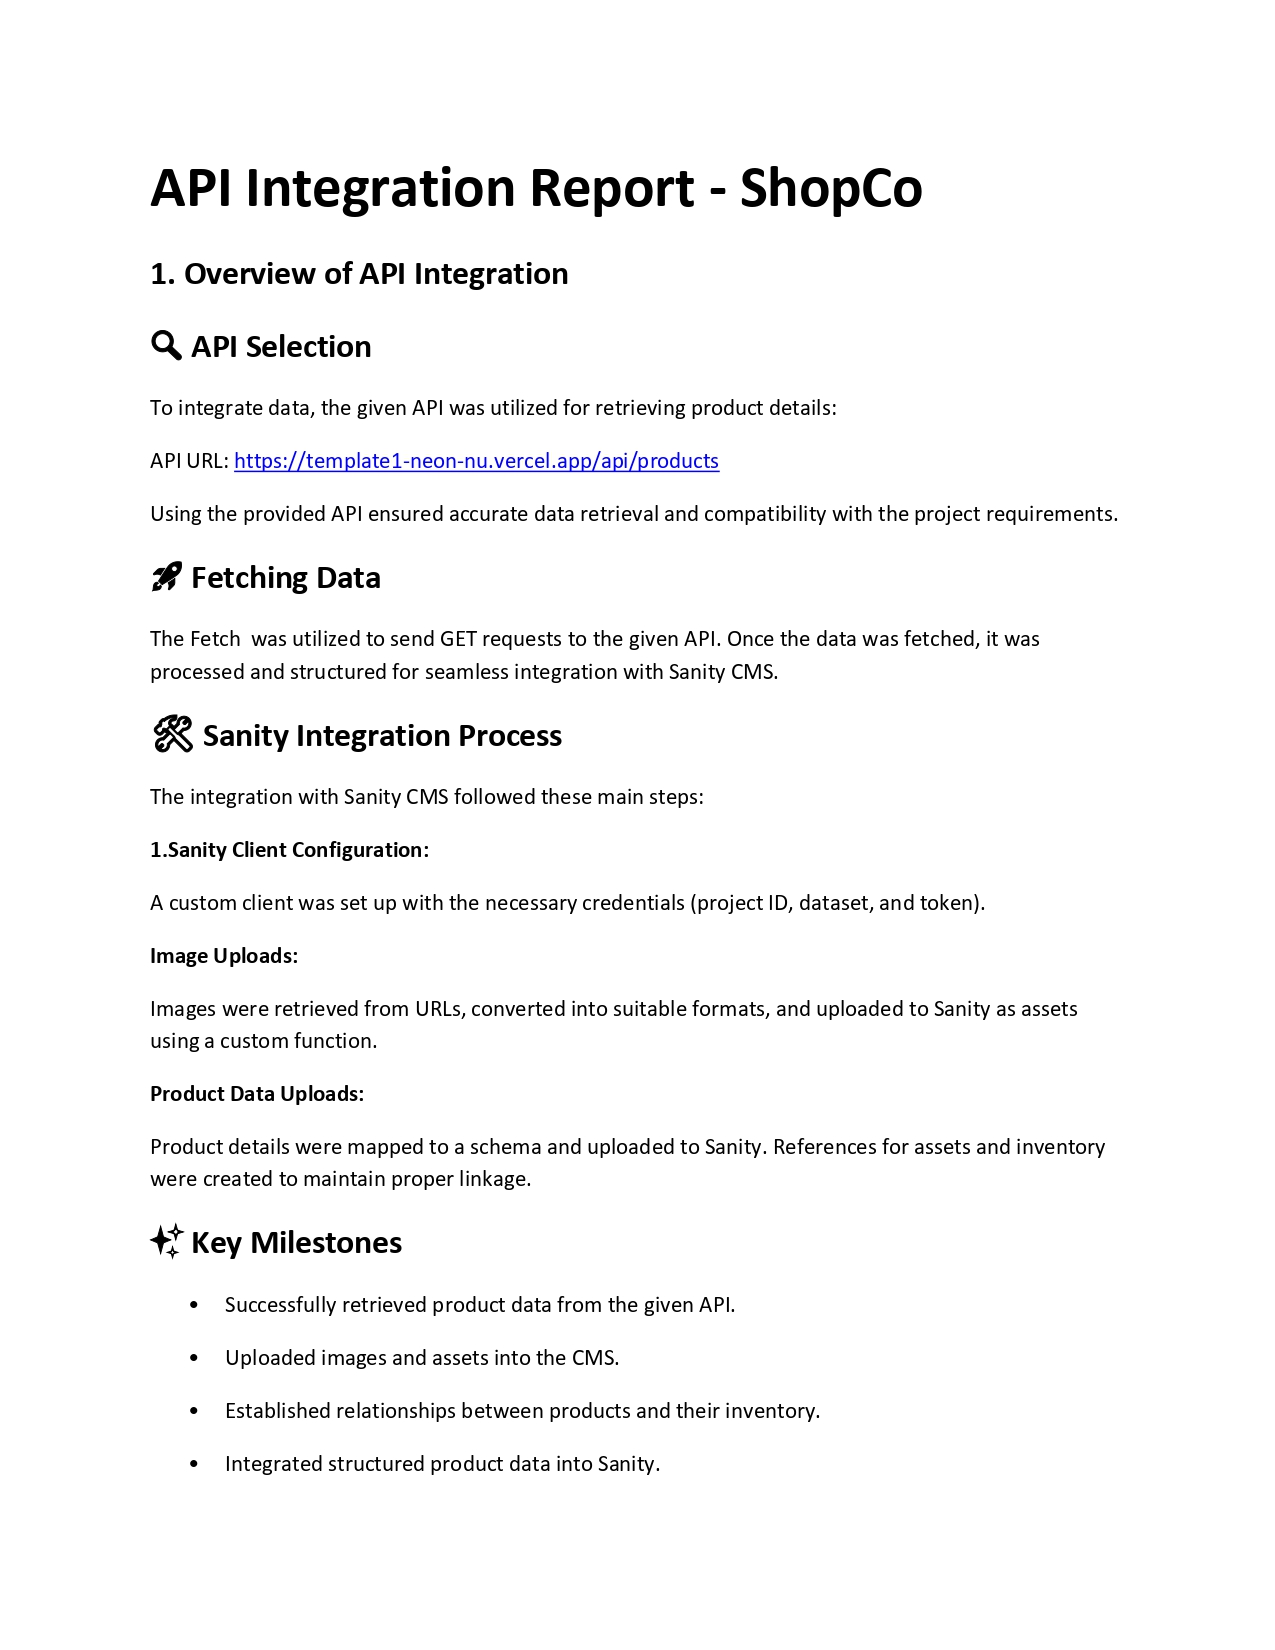 API Integration Report - ShopCo
1. Overview of API Integration
🔍 API Selection
To integrate data, the given API was utilized for retrieving product details:
API URL: https://template1-neon-nu.vercel.app/api/products
Using the provided API ensured accurate data retrieval and compatibility with the project requirements.
🚀 Fetching Data
The Fetch  was utilized to send GET requests to the given API. Once the data was fetched, it was
processed and structured for seamless integration with Sanity CMS.
🛠 Sanity Integration Process
The integration with Sanity CMS followed these main steps:
1.Sanity Client Configuration:
A custom client was set up with the necessary credentials (project ID, dataset, and token).
Image Uploads:
Images were retrieved from URLs, converted into suitable formats, and uploaded to Sanity as assets
using a custom function.
Product Data Uploads:
Product details were mapped to a schema and uploaded to Sanity. References for assets and inventory
were created to maintain proper linkage.
✨ Key Milestones
• Successfully retrieved product data from the given API.
• Uploaded images and assets into the CMS.
• Established relationships between products and their inventory.
• Integrated structured product data into Sanity.